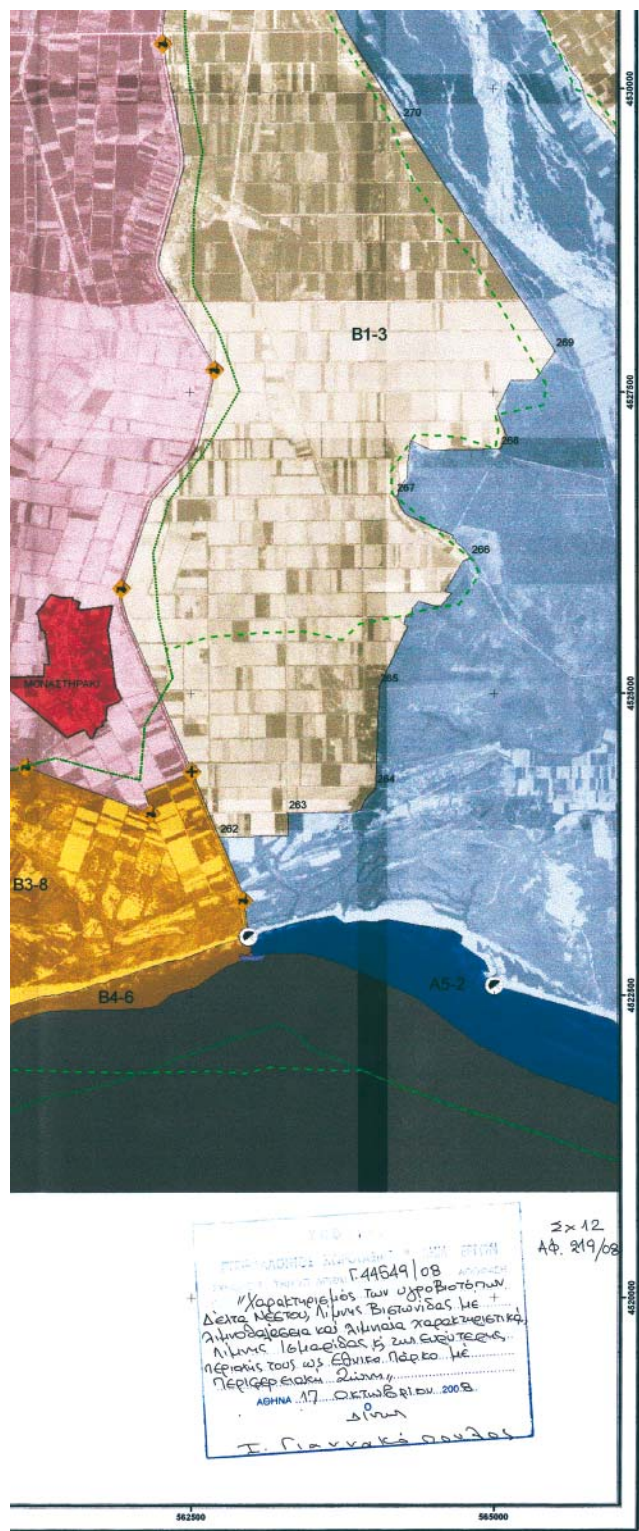 4530000
270
B1-3
269
4527500
268
267
266
ΜΟΝΑΣΤΗΡΑΚΙ
265
4525000
264
263
262
B3-8
B4-6
A5-2
4522500
Σχ 12
ΑΦ. 219/08
Γ.44549/08
"Χαρακτηρισμός των υγροβιοτόπων
Δέλτα Νέστου, Λίμνης Βιστωνίδας με
λιμνοθαλάσσια και λιμναία χαρακτηριστικά,
Λίμνης Ισμαρίδας κ' της ευρύτερης
περιοχής τους ως Εθνικό Πάρκο με
Περιφερειακή Ζώνη"
ΑΘΗΝΑ 17 Οκτωβρίου 2008
Ο
Δ/ντης
Ι. Γιαννακόπουλος
4520000
562500
565000